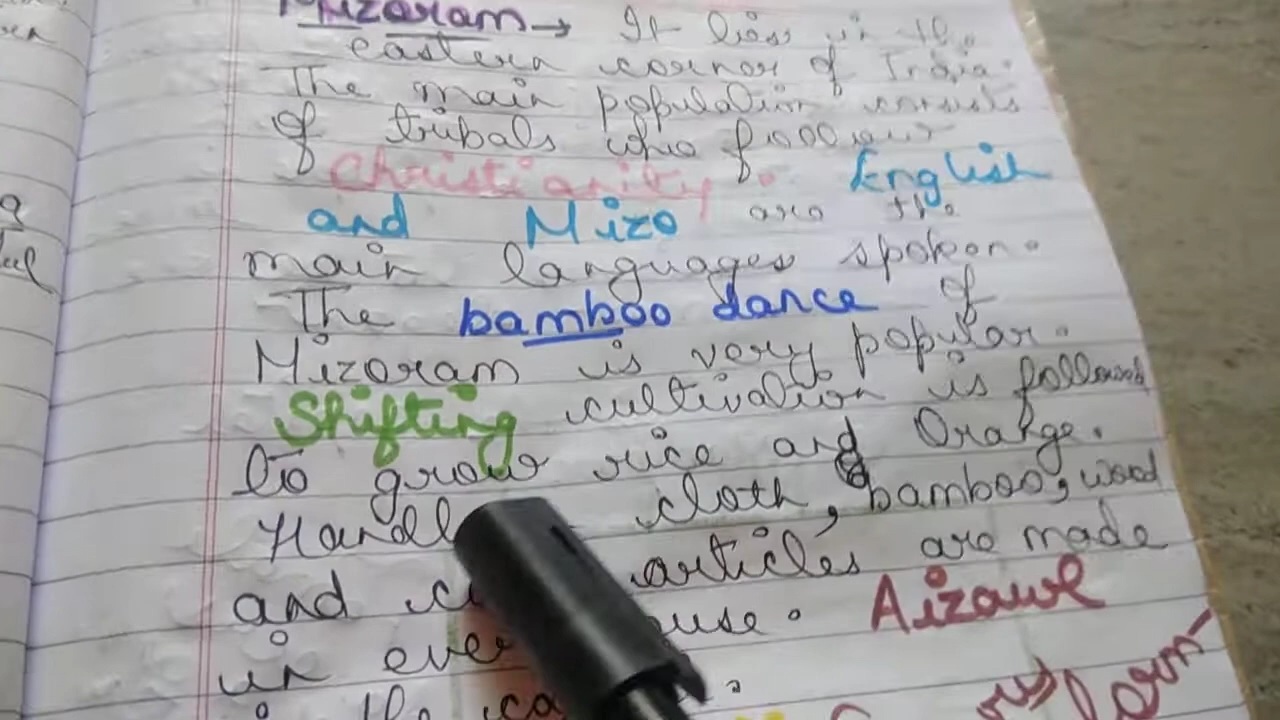 Mizoram → It lies in the
eastern corner of India.
The main population consists
of tribals who follow
Christianity. English
and Mizo are the
main languages spoken.
The bamboo dance of
Mizoram is very popular.
Shifting cultivation is followed
to grow rice and Orange.
cloth, bamboo, wood
and articles are made
in Aizawl
is the